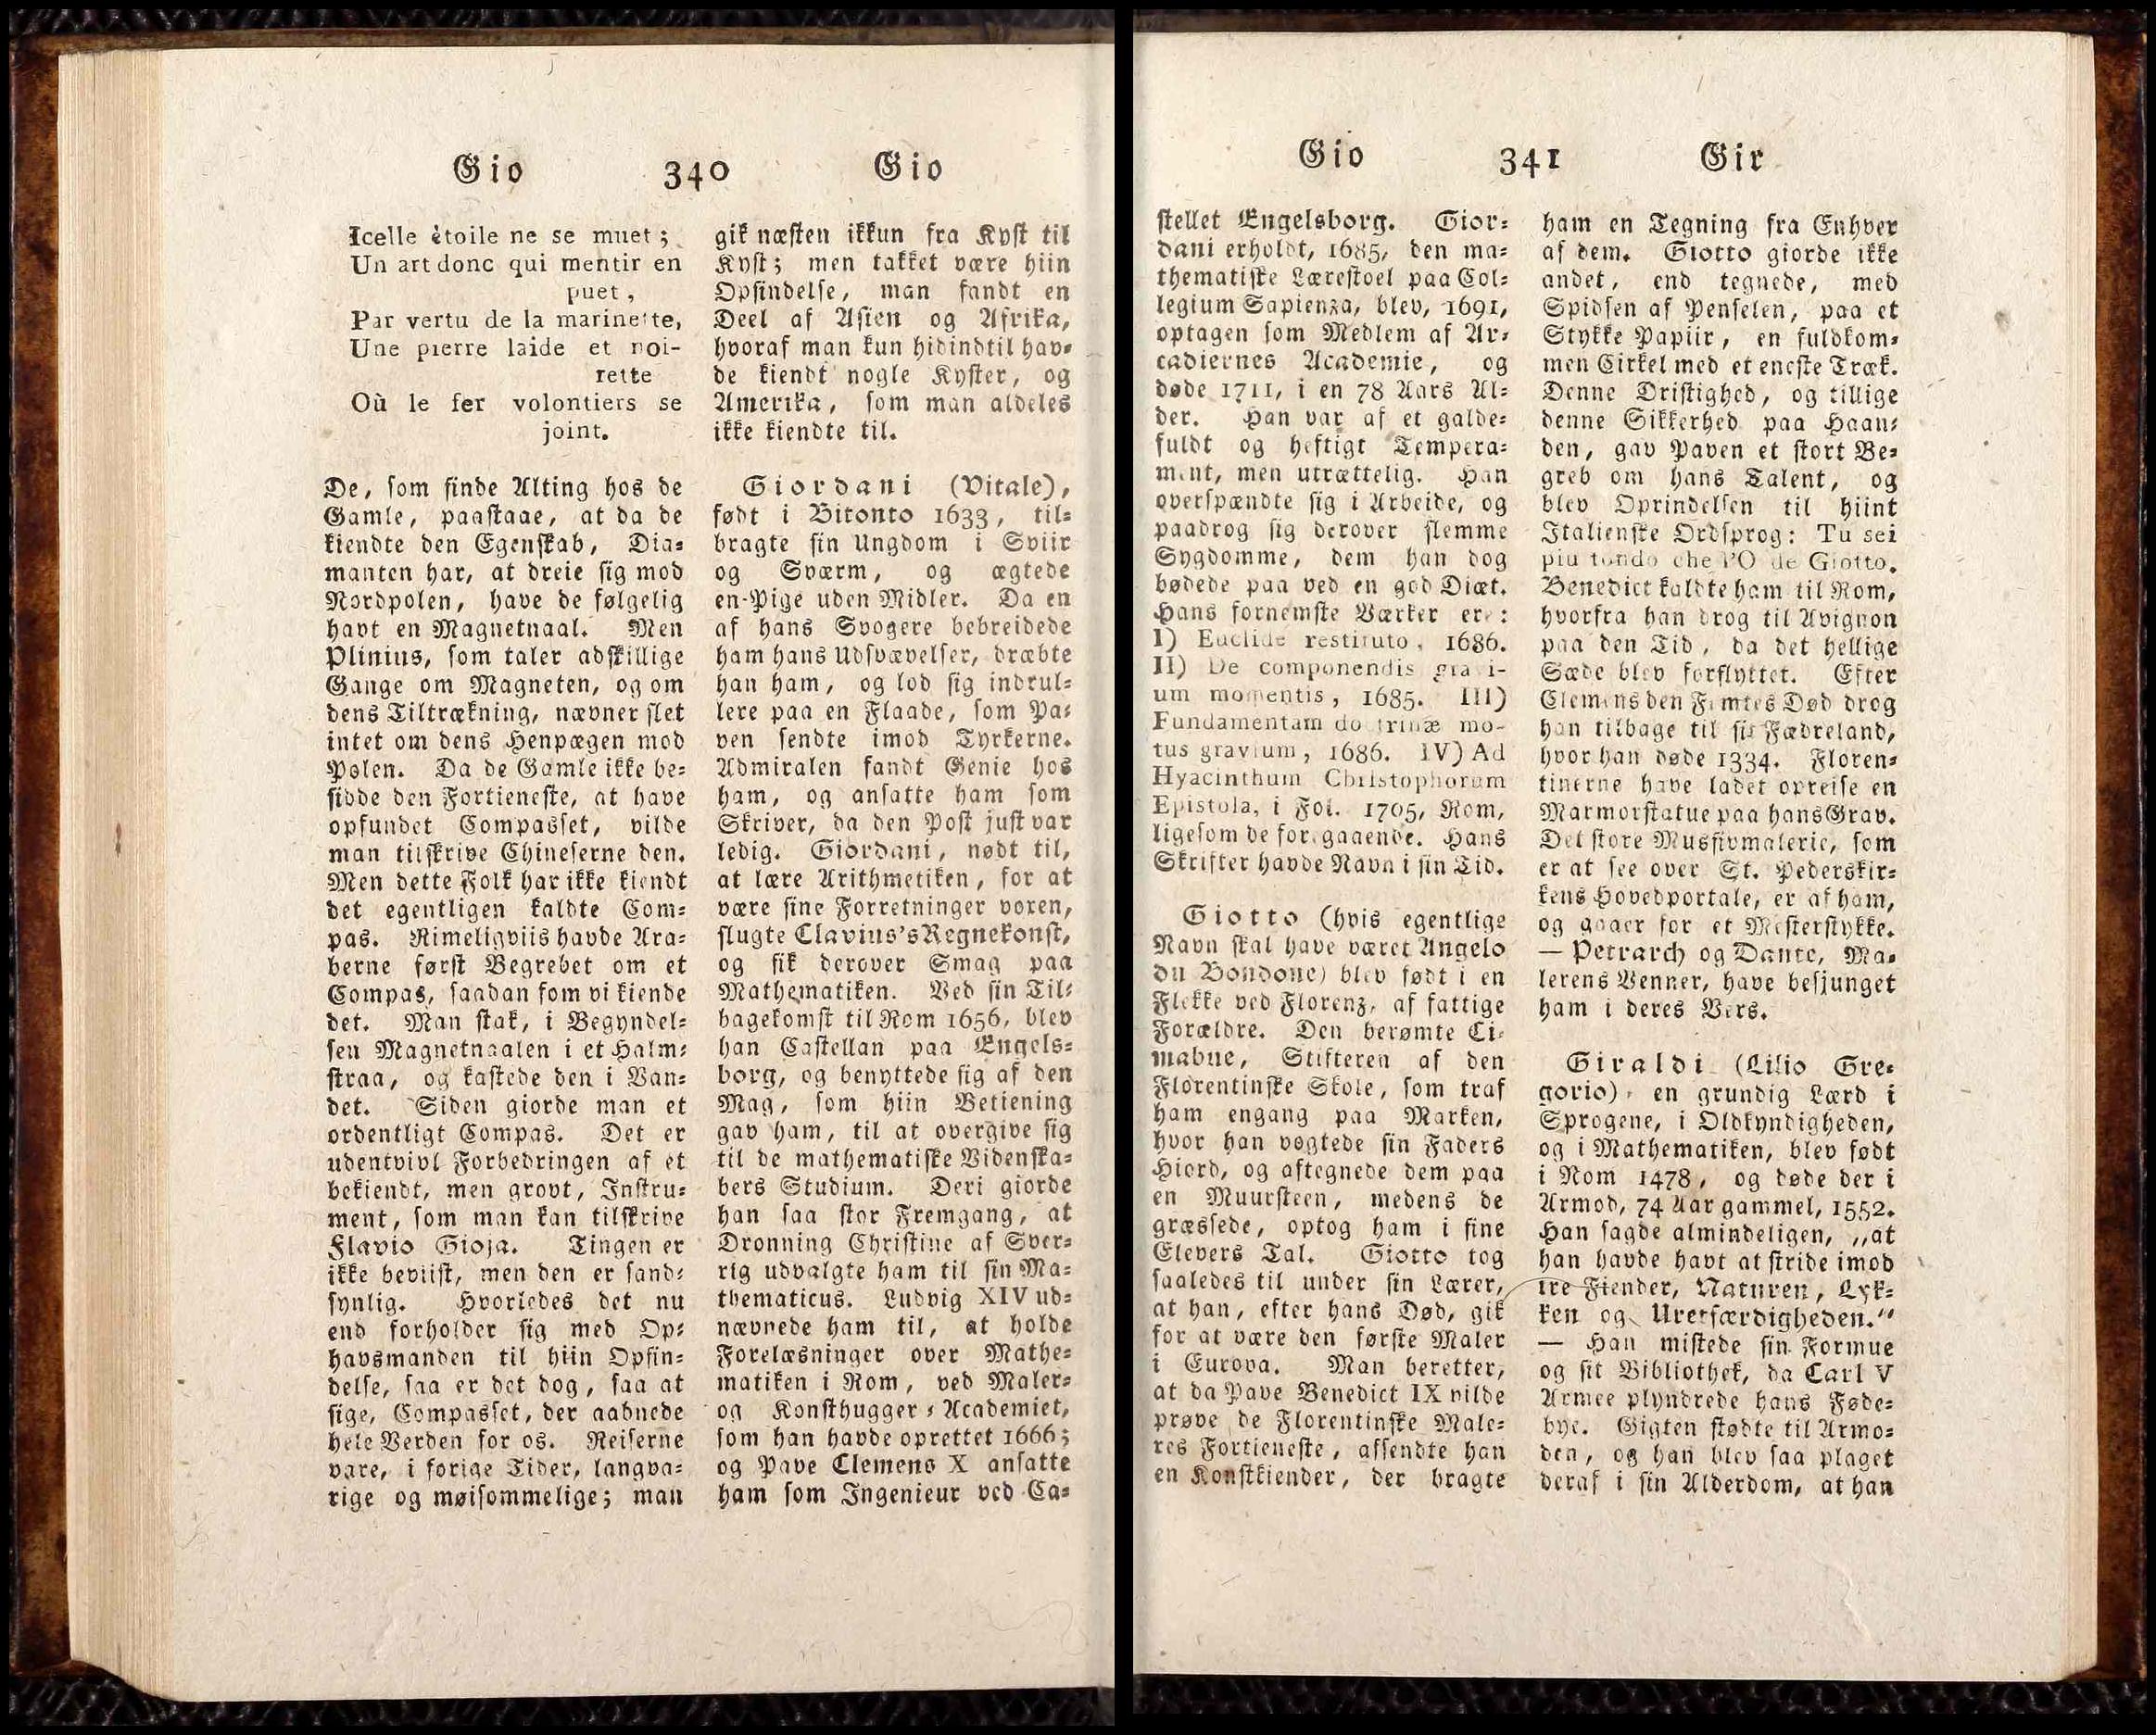 Gio 340 Gio
Icelle ètoile ne se muet;
Un art donc qui mentir en
puet,
Par vertu de la marinette,
Une pierre laide et noi-
rette
Où le fer volontiers se
joint.
De, som finde Alting hos de
Gamle, paastaae, at da de
kiendte den Egenskab, Dia-
manten har, at dreie sig mod
Nordpolen, have de følgelig
havt en Magnetnaal. Men
Plinius, som taler adskillige
Gange om Magneten, og om
dens Tiltrækning, nævner slet
intet om dens Henpægen mod
Polen. Da de Gamle ikke be-
sidde den Fortieneste, at have
opfundet Compasset, vilde
man tilskrive Chineserne den.
Men dette Folk har ikke kiendt
det egentligen kaldte Com-
pas. Rimeligviis havde Ara-
berne først Begrebet om et
Compas, saadan som vi kiende
det. Man stak, i Begyndel-
sen Magnetnaalen i et Halm-
straa, og kastede den i Van-
det. Siden giorde man et
ordentligt Compas. Det er
udentvivl Forbedringen af et
bekiendt, men grovt, Instru-
ment, som man kan tilskrive
Flavio Gioja. Tingen er
ikke beviist, men den er sand-
synlig. Hvorledes det nu
end forholder sig med Op-
havsmanden til hiin Opfin-
delse, saa er det dog, saa at
sige, Compasset, der aabnede
hele Verden for os. Reiserne
vare, i forige Tider, langva-
rige og møisommelige; man
gik næsten ikkun fra Kyst til
Kyst; men takket være hiin
Opfindelse, man fandt en
Deel af Asien og Afrika,
hvoraf man kun hidindtil hav-
de kiendt nogle Kyster, og
Amerika, som man aldeles
ikke kiendte til.
Giordani (Vitale),
født i Bitonto 1633, til-
bragte sin Ungdom i Sviir
og Sværm, og ægtede
en Pige uden Midler. Da en
af hans Svogere bebreidede
ham hans Udsvævelser, dræbte
han ham, og lod sig indrul-
lere paa en Flaade, som Pa-
ven sendte imod Tyrkerne.
Admiralen fandt Genie hos
ham, og ansatte ham som
Skriver, da den Post just var
ledig. Giordani, nødt til,
at lære Arithmetiken, for at
være sine Forretninger voxen,
slugte Clavius's Regnekonst,
og fik derover Smag paa
Mathematiken. Ved sin Til-
bagekomst til Rom 1656, blev
han Castellan paa Engels-
borg, og benyttede sig af den
Mag, som hiin Betiening
gav ham, til at overgive sig
til de mathematiske Videnska-
bers Studium. Deri giorde
han saa stor Fremgang, at
Dronning Christine af Sver-
rig udvalgte ham til sin Ma-
thematicus. Ludvig XIV ud-
nævnede ham til, at holde
Forelæsninger over Mathe-
matiken i Rom, ved Maler-
og Konsthugger-Academiet,
som han havde oprettet 1666;
og Pave Clemens X ansatte
ham som Ingenieur ved Ca-
Gio 341 Gir
stellet Engelsborg. Gior-
dani erholdt, 1685, den ma-
thematiske Lærestoel paa Col-
legium Sapienza, blev, 1691,
optagen som Medlem af Ar-
cadiernes Academie, og
døde 1711, i en 78 Aars Al-
der. Han var af et galde-
fuldt og heftigt Tempera-
ment, men utrættelig. Han
overspændte sig i Arbeide, og
paadrog sig derover slemme
Sygdomme, dem han dog
bødede paa ved en god Diæt.
Hans fornemste Værker ere:
I) Euclide restituto, 1686.
II) De componendis gravi-
um momentis, 1685. III)
Fundamentam doctrinæ mo-
tus gravium, 1686. IV) Ad
Hyacinthum Christophorum
Epistola, i Fol. 1705, Rom,
ligesom de foregaaende. Hans
Skrifter havde Navn i sin Tid.
Giotto (hvis egentlige
Navn skal have været Angelo
du Bondone) blev født i en
Flekke ved Florenz, af fattige
Forældre. Den berømte Ci-
mabue, Stifteren af den
Florentinske Skole, som traf
ham engang paa Marken,
hvor han vogtede sin Faders
Hiord, og aftegnede dem paa
en Muursteen, medens de
græssede, optog ham i sine
Elevers Tal. Giotto tog
saaledes til under sin Lærer,
at han, efter hans Død, gik
for at være den første Maler
i Europa. Man beretter,
at da Pave Benedict IX vilde
prøve de Florentinske Male-
res Fortieneste, afsendte han
en Konstkiender, der bragte
ham en Tegning fra Enhver
af dem. Giotto giorde ikke
andet, end tegnede, med
Spidsen af Penselen, paa et
Stykke Papiir, en fuldkom-
men Cirkel med et eneste Træk.
Denne Dristighed, og tillige
denne Sikkerhed paa Haan-
den, gav Paven et stort Be-
greb om hans Talent, og
blev Oprindelsen til hiint
Italienske Ordsprog: Tu sei
piu tondo che l'O de Giotto.
Benedict kaldte ham til Rom,
hvorfra han drog til Avignon
paa den Tid, da det hellige
Sæde blev forflyttet. Efter
Clemens den Femtes Død drog
han tilbage til sit Fædreland,
hvor han døde 1334. Floren-
tinerne have ladet opreise en
Marmorstatue paa hans Grav.
Det store Mussivmalerie, som
er at see over St. Pederskir-
kens Hovedportale, er af ham,
og gaaer for et Mesterstykke.
— Petrarch og Dante, Ma-
lerens Venner, have besjunget
ham i deres Vers.
Giraldi (Lilio Gre-
gorio), en grundig Lærd i
Sprogene, i Oldkyndigheden,
og i Mathematiken, blev født
i Rom 1478, og døde der i
Armod, 74 Aar gammel, 1552.
Han sagde almindeligen, „at
han havde havt at stride imod
tre Fiender, Naturen, Lyk-
ken og Uretfærdigheden.“
— Han mistede sin Formue
og sit Bibliothek, da Carl V
Armee plyndrede hans Føde-
bye. Gigten stødte til Armo-
den, og han blev saa plaget
deraf i sin Alderdom, at han